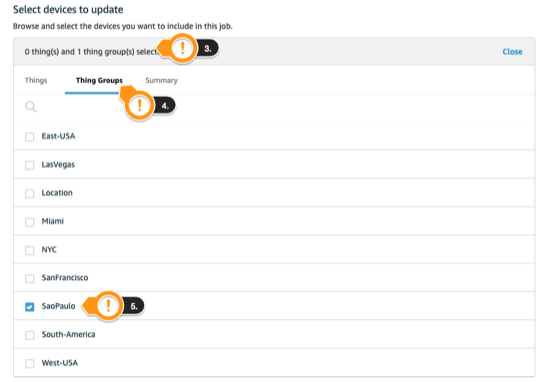 Select devices to update
Browse and select the devices you want to include in this job.
0 thing(s) and 1 thing group(s) select
! 3.
Close
Things Thing Groups Summary
! 4.
East-USA
LasVegas
Location
Miami
NYC
SanFrancisco
SaoPaulo ! 5.
South-America
West-USA